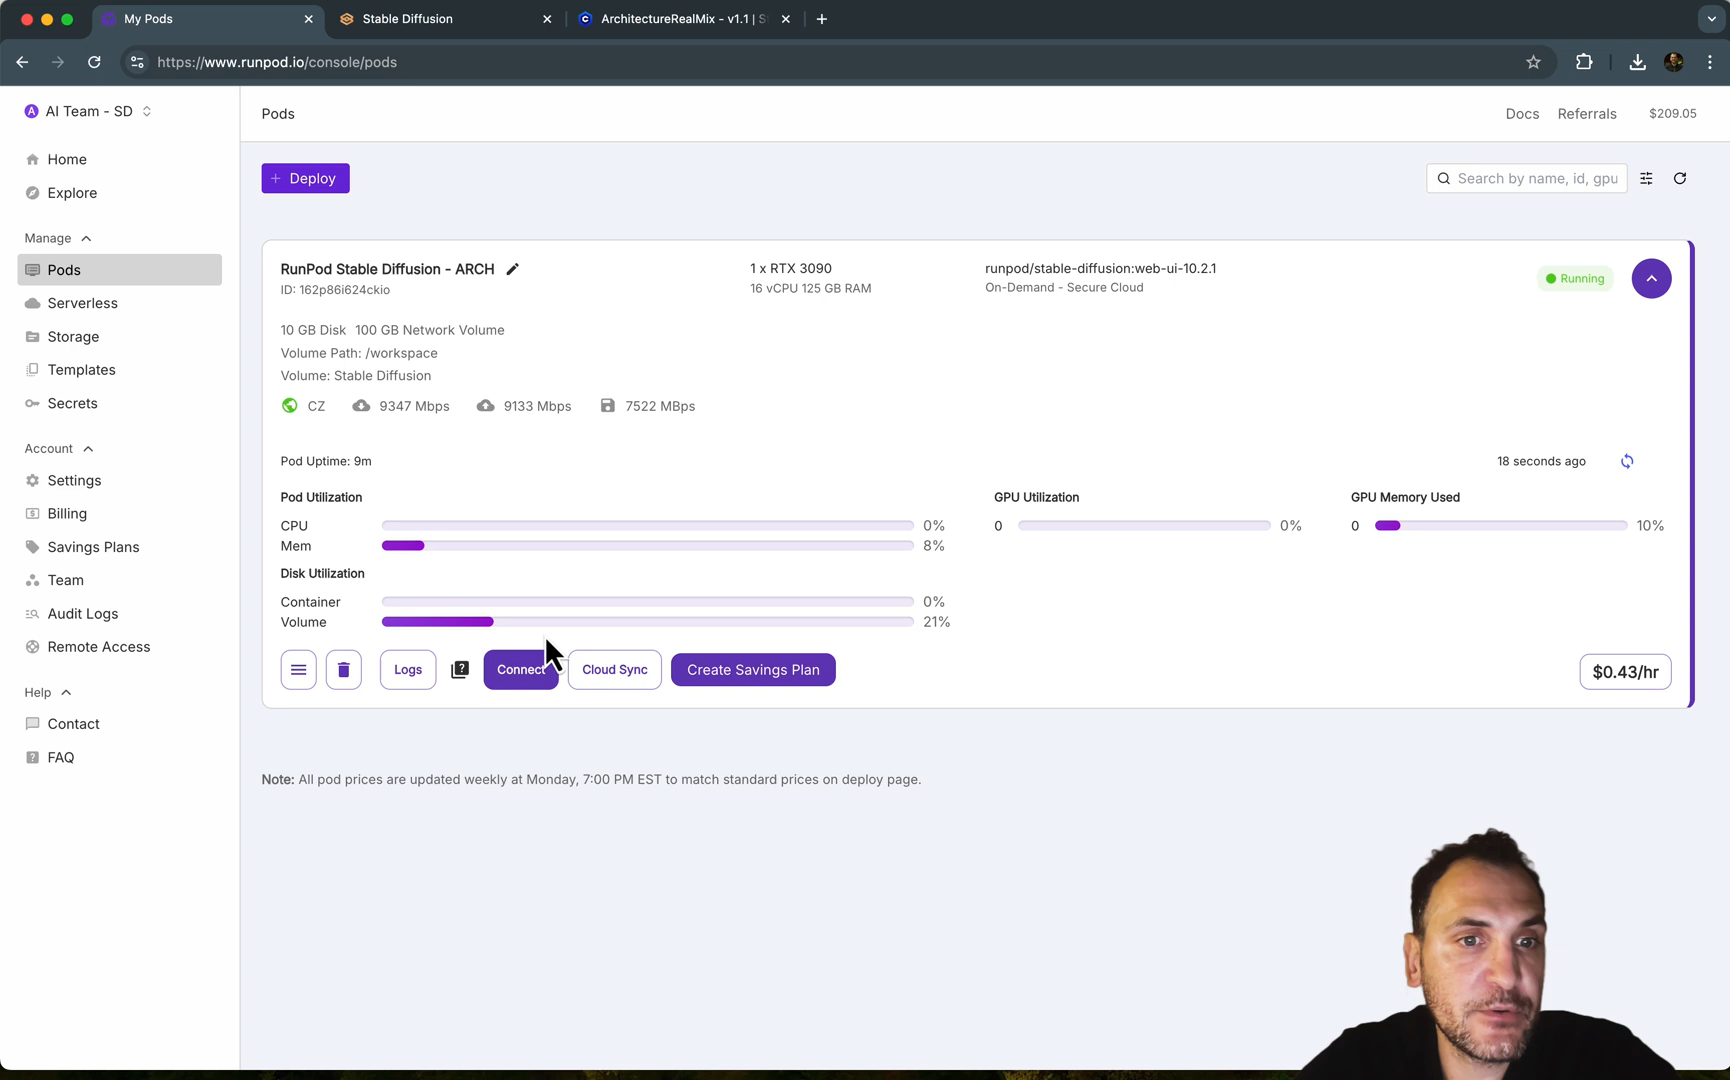 My Pods
Stable Diffusion
ArchitectureRealMix - v1.1 | S
https://www.runpod.io/console/pods
A AI Team - SD
Home
Explore
Manage
Pods
Serverless
Storage
Templates
Secrets
Account
Settings
Billing
Savings Plans
Team
Audit Logs
Remote Access
Help
Contact
FAQ
Pods
Docs Referrals $209.05
+ Deploy
Search by name, id, gpu
RunPod Stable Diffusion - ARCH
ID: 162p86i624ckio
1 x RTX 3090
16 vCPU 125 GB RAM
runpod/stable-diffusion:web-ui-10.2.1
On-Demand - Secure Cloud
Running
10 GB Disk 100 GB Network Volume
Volume Path: /workspace
Volume: Stable Diffusion
CZ 9347 Mbps 9133 Mbps 7522 MBps
Pod Uptime: 9m
18 seconds ago
Pod Utilization
CPU 0%
Mem 8%
Disk Utilization
Container 0%
Volume 21%
GPU Utilization
0 0%
GPU Memory Used
0 10%
Logs
Connect
Cloud Sync
Create Savings Plan
$0.43/hr
Note: All pod prices are updated weekly at Monday, 7:00 PM EST to match standard prices on deploy page.